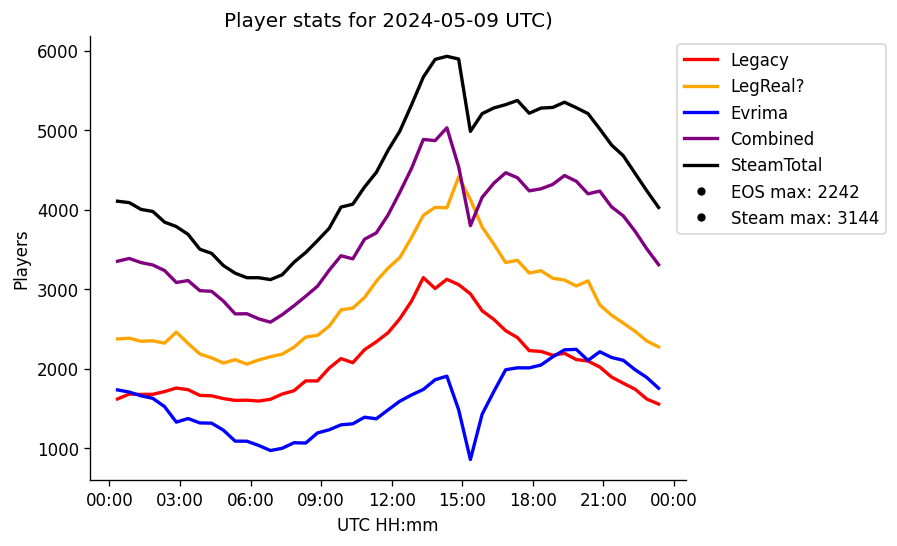 Player stats for 2024-05-09 UTC)
Legacy
LegReal?
Evrima
Combined
SteamTotal
EOS max: 2242
Steam max: 3144
Players
6000
5000
4000
3000
2000
1000
00:00 03:00 06:00 09:00 12:00 15:00 18:00 21:00 00:00
UTC HH:mm